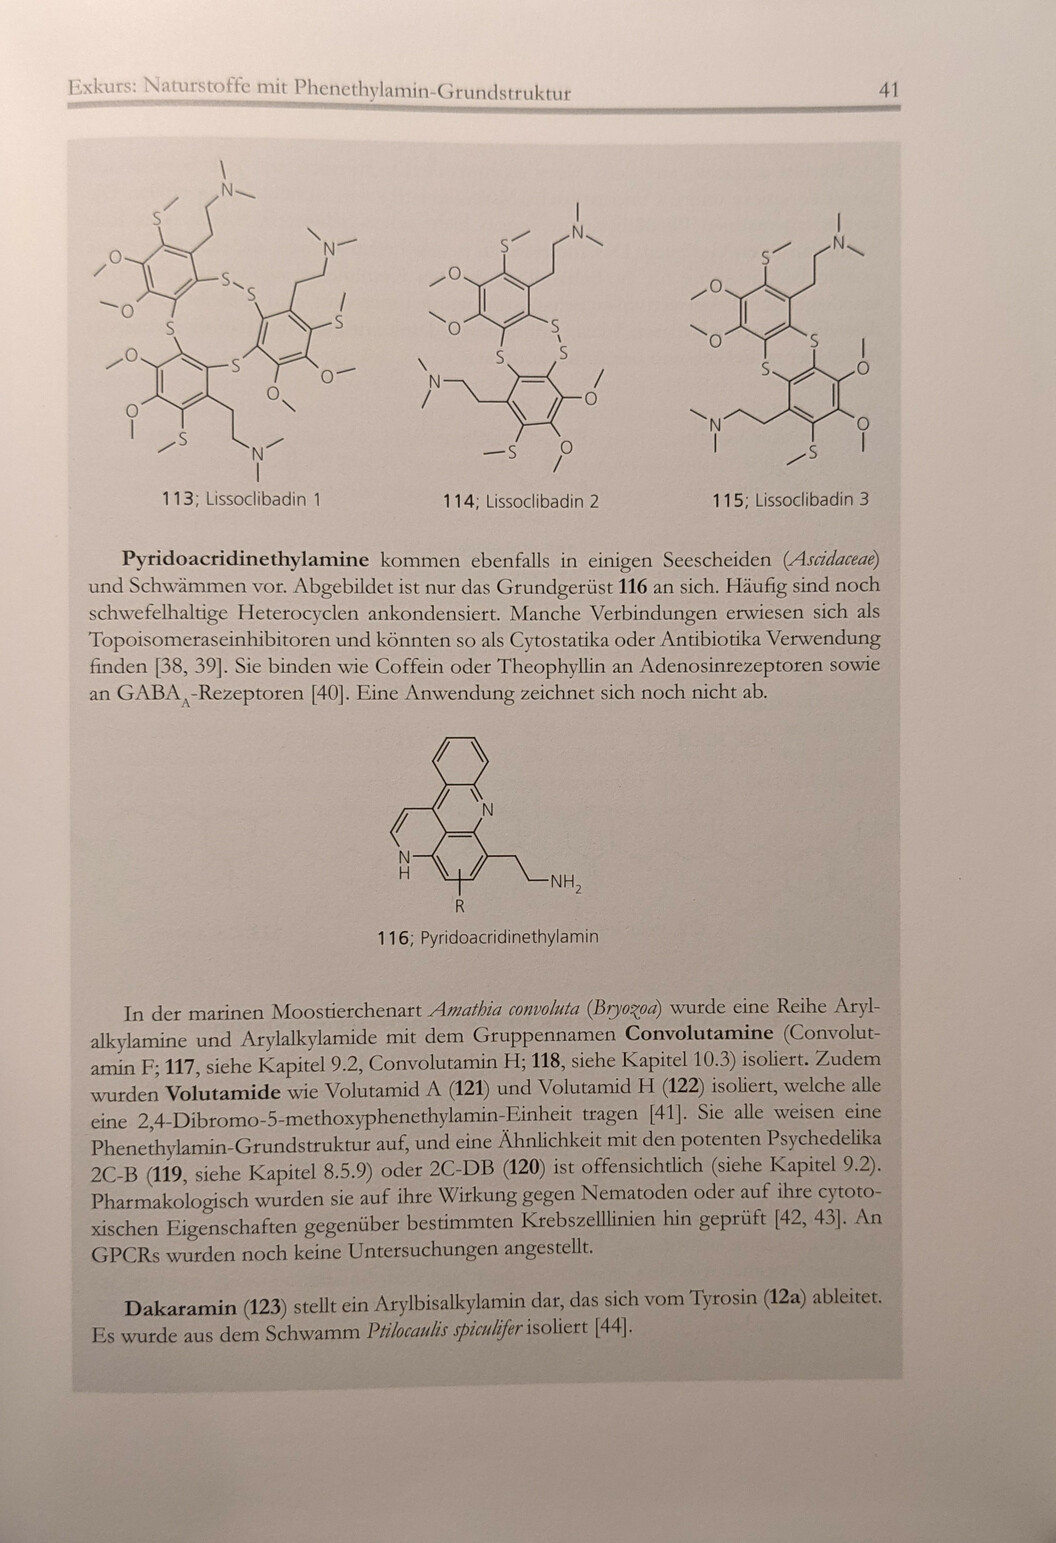 Exkurs: Naturstoffe mit Phenethylamin-Grundstruktur 41
N
S
N
O
O
S
S
S
S
O
S
O
O
O
S
N
N
S
O
O
S
S
S
N
O
S
O
N
S
O
O
S
S
O
N
O
S
113; Lissoclibadin 1
114; Lissoclibadin 2
115; Lissoclibadin 3
Pyridoacridinethylamine kommen ebenfalls in einigen Seescheiden (Ascidaceae)
und Schwämmen vor. Abgebildet ist nur das Grundgerüst 116 an sich. Häufig sind noch
schwefelhaltige Heterocyclen ankondensiert. Manche Verbindungen erwiesen sich als
Topoisomeraseinhibitoren und könnten so als Cytostatika oder Antibiotika Verwendung
finden [38, 39]. Sie binden wie Coffein oder Theophyllin an Adenosinrezeptoren sowie
an GABA_A-Rezeptoren [40]. Eine Anwendung zeichnet sich noch nicht ab.
N
N
H
NH2
R
116; Pyridoacridinethylamin
In der marinen Moostierchenart Amathia convoluta (Bryozoa) wurde eine Reihe Aryl-
alkylamine und Arylalkylamide mit dem Gruppennamen Convolutamine (Convolut-
amin F; 117, siehe Kapitel 9.2, Convolutamin H; 118, siehe Kapitel 10.3) isoliert. Zudem
wurden Volutamide wie Volutamid A (121) und Volutamid H (122) isoliert, welche alle
eine 2,4-Dibromo-5-methoxyphenethylamin-Einheit tragen [41]. Sie alle weisen eine
Phenethylamin-Grundstruktur auf, und eine Ähnlichkeit mit den potenten Psychedelika
2C-B (119, siehe Kapitel 8.5.9) oder 2C-DB (120) ist offensichtlich (siehe Kapitel 9.2).
Pharmakologisch wurden sie auf ihre Wirkung gegen Nematoden oder auf ihre cytoto-
xischen Eigenschaften gegenüber bestimmten Krebszelllinien hin geprüft [42, 43]. An
GPCRs wurden noch keine Untersuchungen angestellt.
Dakaramin (123) stellt ein Arylbisalkylamin dar, das sich vom Tyrosin (12a) ableitet.
Es wurde aus dem Schwamm Ptilocaulis spiculifer isoliert [44].